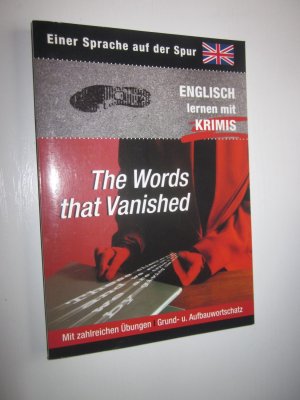 Einer Sprache auf der Spur
ENGLISCH
lernen mit
KRIMIS
The Words
that Vanished
Mit zahlreichen Übungen | Grund- u. Aufbauwortschatz